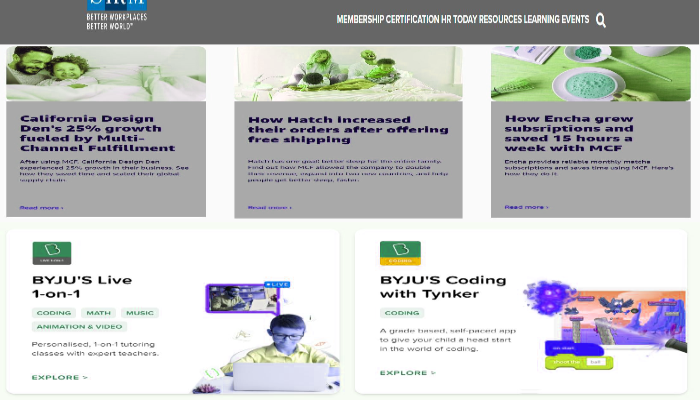 SHRM
BETTER WORKPLACES
BETTER WORLD™
MEMBERSHIP CERTIFICATION HR TODAY RESOURCES LEARNING EVENTS
California Design
Den's 25% growth
fueled by Multi-
Channel Fulfillment
After using MCF, California Design Den
experienced 25% growth in their business. See
how they saved time and scaled their global
supply chain.
Read more ›
How Hatch increased
their orders after offering
free shipping
Hatch has one goal: better sleep for the entire family.
Find out how MCF allowed the company to double
their revenue, expand into two new countries, and help
people get better sleep, faster.
Read more ›
How Encha grew
subsriptions and
saved 15 hours a
week with MCF
Encha provides reliable monthly matcha
subscriptions and saves time using MCF. Here's
how they do it.
Read more ›
BYJU'S Live
1-on-1
CODING MATH MUSIC
ANIMATION & VIDEO
Personalised, 1-on-1 tutoring
classes with expert teachers.
EXPLORE >
LIVE
BYJU'S Coding
with Tynker
CODING
A grade based, self-paced app
to give your child a head start
in the world of coding.
EXPLORE >